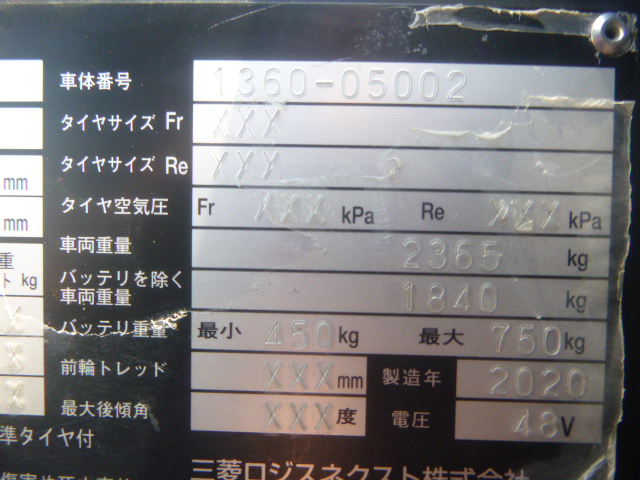 車体番号 1360-05002
タイヤサイズ Fr XXX
タイヤサイズ Re XXX
mm
タイヤ空気圧 Fr XXX kPa Re XXX kPa
mm
車両重量 2365 kg
重
ト kg
バッテリを除く
車両重量 1840 kg
X
バッテリ重量 最小 450 kg 最大 750 kg
X
前輪トレッド XXX mm 製造年 2020
X
最大後傾角 XXX 度 電圧 48 V
準タイヤ付
三菱ロジスネクスト株式会社